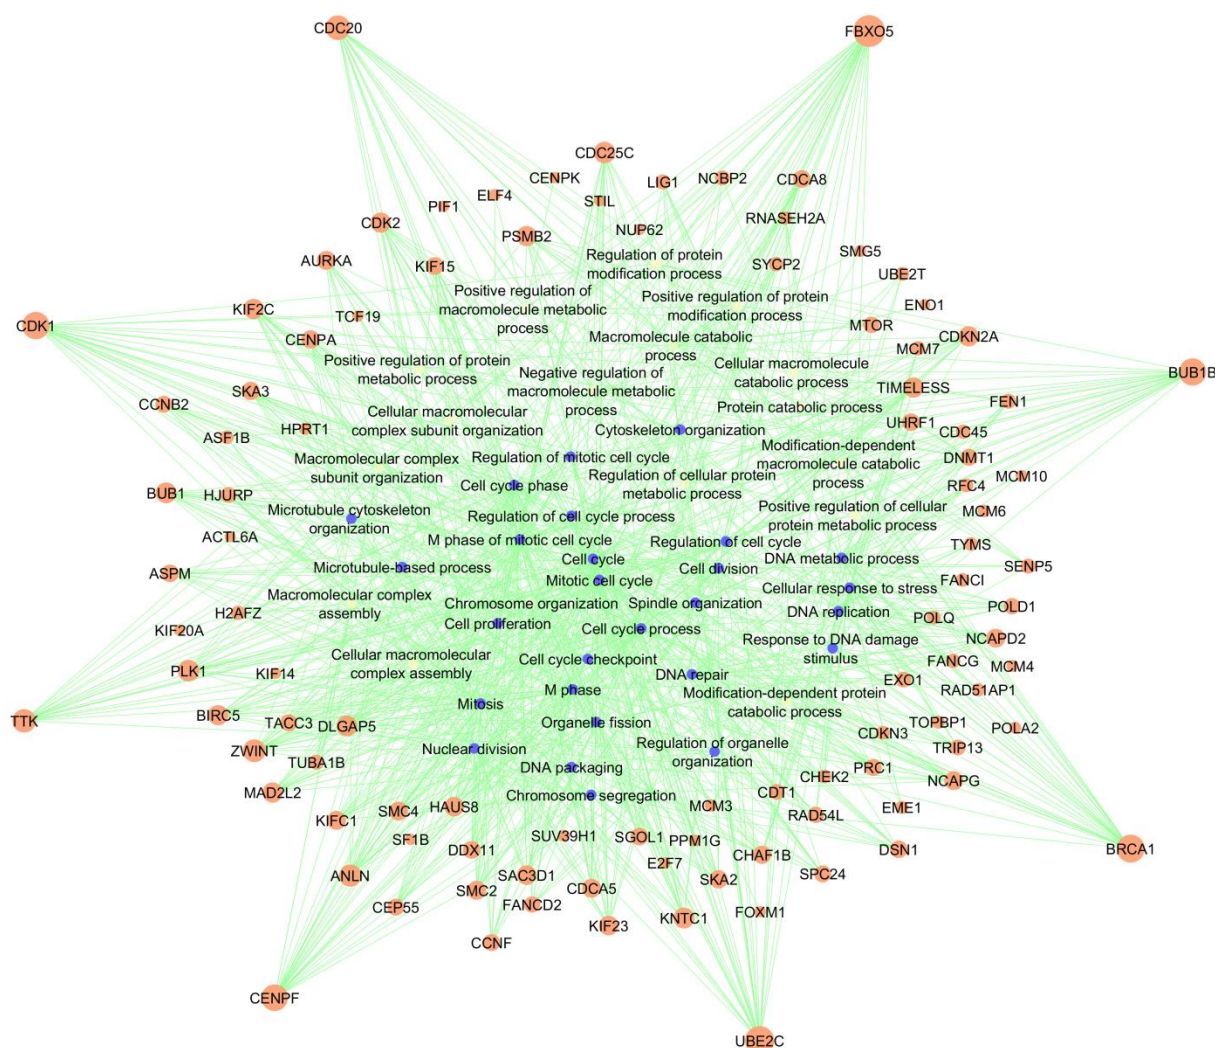 CDC20
FBXO5
CDC25C
CENPK
LIG1
NCBP2
CDCA8
ELF4
STIL
PIF1
RNASEH2A
CDK2
PSMB2
NUP62
SMG5
AURKA
KIF15
Regulation of protein
modification process
SYCP2
UBE2T
Positive regulation of
macromolecule metabolic
process
Positive regulation of protein
modification process
ENO1
KIF2C
TCF19
MTOR
CDK1
CENPA
Macromolecule catabolic
process
CDKN2A
MCM7
Positive regulation of protein
metabolic process
Negative regulation of
macromolecule metabolic
process
Cellular macromolecule
catabolic process
BUB1B
SKA3
TIMELESS
CCNB2
Cellular macromolecular
complex subunit organization
Protein catabolic process
FEN1
ASF1B
HPRT1
Cytoskeleton organization
UHRF1
CDC45
Macromolecular complex
subunit organization
Regulation of mitotic cell cycle
Modification-dependent
macromolecule catabolic
process
DNMT1
MCM10
Cell cycle phase
Regulation of cellular protein
metabolic process
RFC4
BUB1
HJURP
Microtubule cytoskeleton
organization
Regulation of cell cycle process
Positive regulation of cellular
protein metabolic process
MCM6
ACTL6A
M phase of mitotic cell cycle
Regulation of cell cycle
TYMS
Cell cycle
DNA metabolic process
SENP5
ASPM
Microtubule-based process
Mitotic cell cycle
Cell division
FANCI
Cellular response to stress
Macromolecular complex
assembly
Chromosome organization
Spindle organization
POLD1
H2AFZ
DNA replication
POLQ
KIF20A
Cell proliferation
Cell cycle process
NCAPD2
Response to DNA damage
stimulus
Cellular macromolecular
complex assembly
Cell cycle checkpoint
FANCG
MCM4
PLK1
KIF14
DNA repair
EXO1
RAD51AP1
M phase
Modification-dependent protein
catabolic process
Mitosis
TTK
BIRC5
TACC3
DLGAP5
Organelle fission
TOPBP1
POLA2
CDKN3
ZWINT
Nuclear division
Regulation of organelle
organization
TRIP13
TUBA1B
DNA packaging
PRC1
CHEK2
NCAPG
MAD2L2
Chromosome segregation
CDT1
SMC4
HAUS8
MCM3
EME1
KIFC1
RAD54L
SF1B
SUV39H1
SGOL1
PPM1G
DDX11
E2F7
CHAF1B
DSN1
BRCA1
ANLN
SAC3D1
SKA2
SPC24
SMC2
CDCA5
CEP55
FANCD2
FOXM1
KIF23
KNTC1
CCNF
CENPF
UBE2C